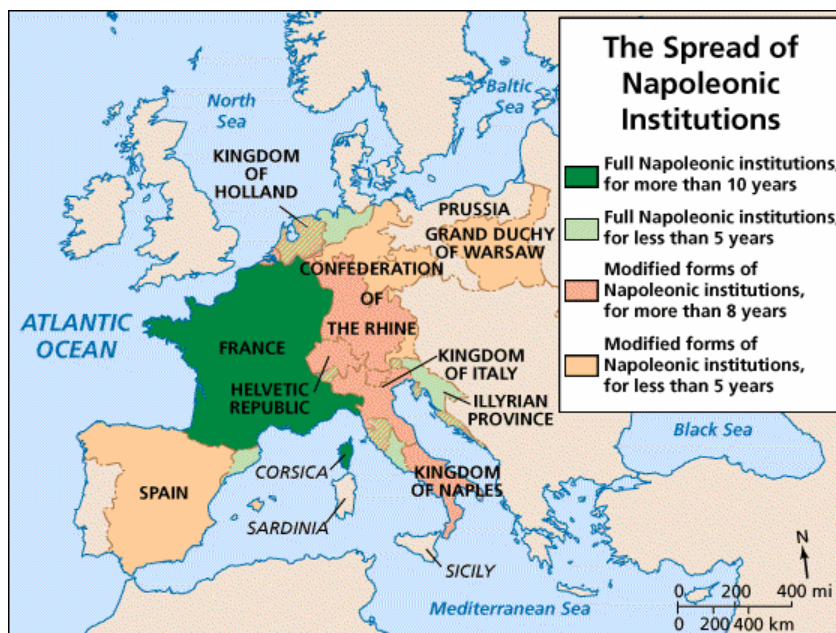 The Spread of
Napoleonic
Institutions
Full Napoleonic institutions,
for more than 10 years
Full Napoleonic institutions,
for less than 5 years
Modified forms of
Napoleonic institutions,
for more than 8 years
Modified forms of
Napoleonic institutions,
for less than 5 years
North
Sea
Baltic
Sea
KINGDOM
OF
HOLLAND
PRUSSIA
GRAND DUCHY
OF WARSAW
CONFEDERATION
OF
THE RHINE
ATLANTIC
OCEAN
FRANCE
KINGDOM
OF ITALY
HELVETIC
REPUBLIC
ILLYRIAN
PROVINCE
Black Sea
CORSICA
KINGDOM
OF NAPLES
SPAIN
SARDINIA
SICILY
Mediterranean Sea
N
0 200 400 mi
0 200 400 km